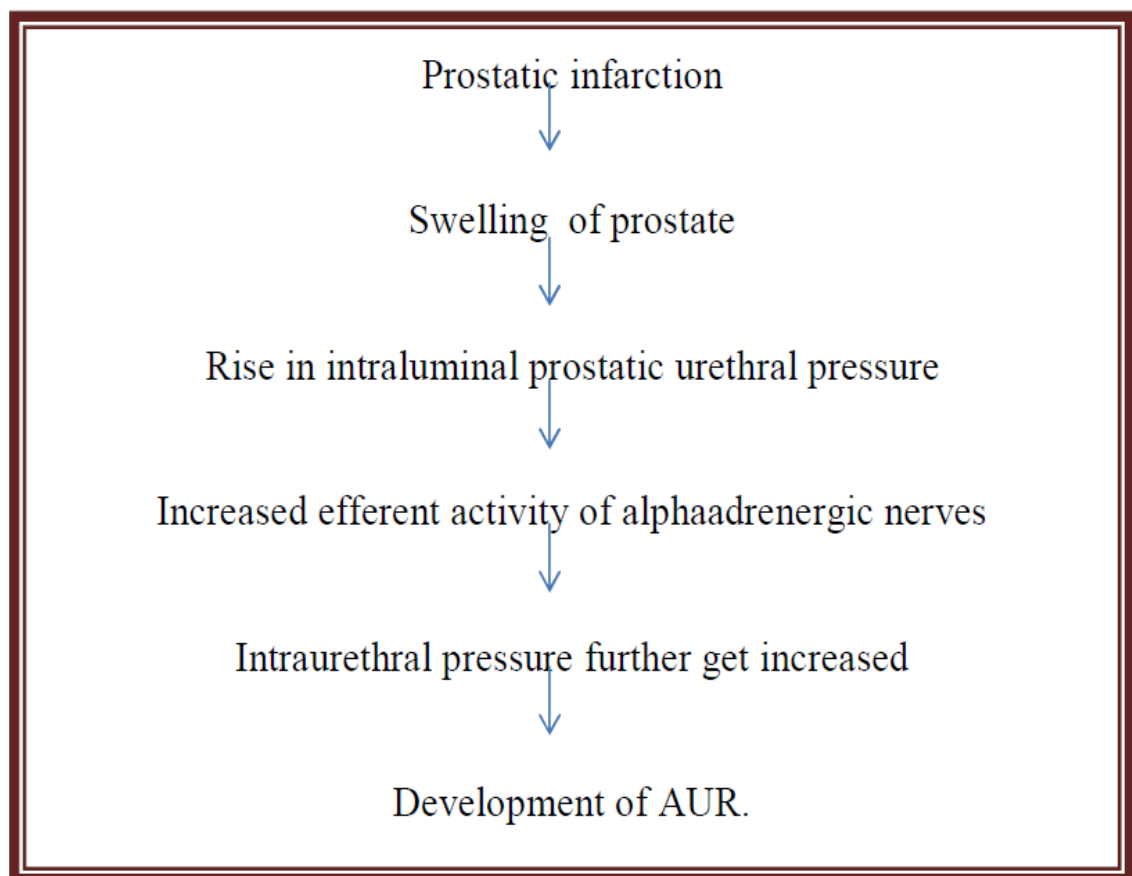 Prostatic infarction
Swelling of prostate
Rise in intraluminal prostatic urethral pressure
Increased efferent activity of alphaadrenergic nerves
Intraurethral pressure further get increased
Development of AUR.